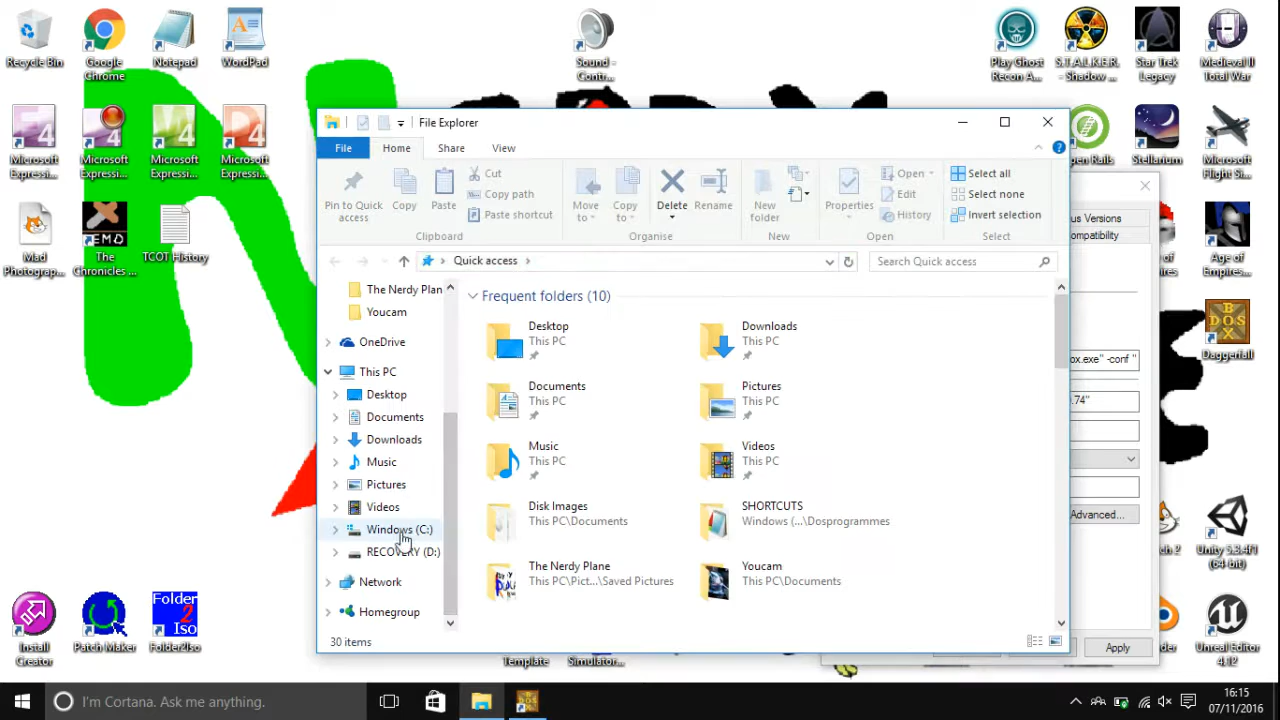 Recycle Bin
Google
Chrome
Notepad
WordPad
Sound -
Contr...
Play Ghost
Recon A...
S.T.A.L.K.E.R.
- Shadow ...
Star Trek
Legacy
Medieval II
Total War
Microsoft
Expressi...
Microsoft
Expressi...
Microsoft
Expressi...
Microsoft
Expressi...
Open Rails
Stellarium
Microsoft
Flight Si...
Mad
Photograp...
The
Chronicles ...
TCOT History
Age of
Empires...
Daggerfall
Unity 5.3.4f1
(64-bit)
Unreal Editor
4.12
Install
Creator
Patch Maker
Folder
2
Iso
Folder2Iso
Template
Simulator...
File Explorer
File
Home
Share
View
Pin to Quick
access
Copy
Paste
Cut
Copy path
Paste shortcut
Clipboard
Move
to
Copy
to
Delete
Rename
Organise
New
folder
New
Properties
Open
Edit
History
Open
Select all
Select none
Invert selection
Select
Quick access
Search Quick access
The Nerdy Plan
Youcam
OneDrive
This PC
Desktop
Documents
Downloads
Music
Pictures
Videos
Windows (C:)
RECOVERY (D:)
Network
Homegroup
Frequent folders (10)
Desktop
This PC
Downloads
This PC
Documents
This PC
Pictures
This PC
Music
This PC
Videos
This PC
Disk Images
This PC\Documents
SHORTCUTS
Windows (...\Dosprogrammes
The Nerdy Plane
This PC\Pict...\Saved Pictures
Youcam
This PC\Documents
30 items
us Versions
ompatibility
ox.exe" -conf "
.74"
Advanced...
Apply
I'm Cortana. Ask me anything.
16:15
07/11/2016